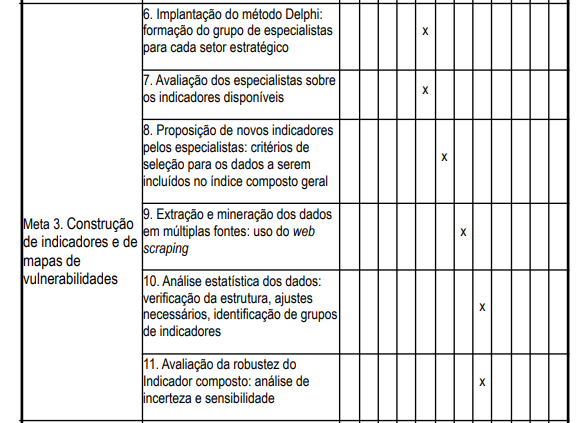 6. Implantação do método Delphi:
formação do grupo de especialistas
para cada setor estratégico
x
7. Avaliação dos especialistas sobre
os indicadores disponíveis
x
8. Proposição de novos indicadores
pelos especialistas: critérios de
seleção para os dados a serem
incluídos no índice composto geral
x
Meta 3. Construção
de indicadores e de
mapas de
vulnerabilidades
9. Extração e mineração dos dados
em múltiplas fontes: uso do web
scraping
x
10. Análise estatística dos dados:
verificação da estrutura, ajustes
necessários, identificação de grupos
de indicadores
x
11. Avaliação da robustez do
Indicador composto: análise de
incerteza e sensibilidade
x